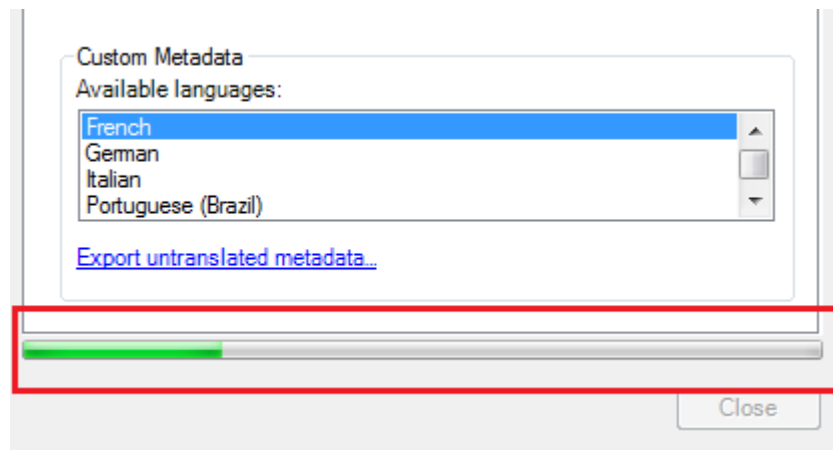 Custom Metadata
Available languages:
French
German
Italian
Portuguese (Brazil)
Export untranslated metadata...
Close